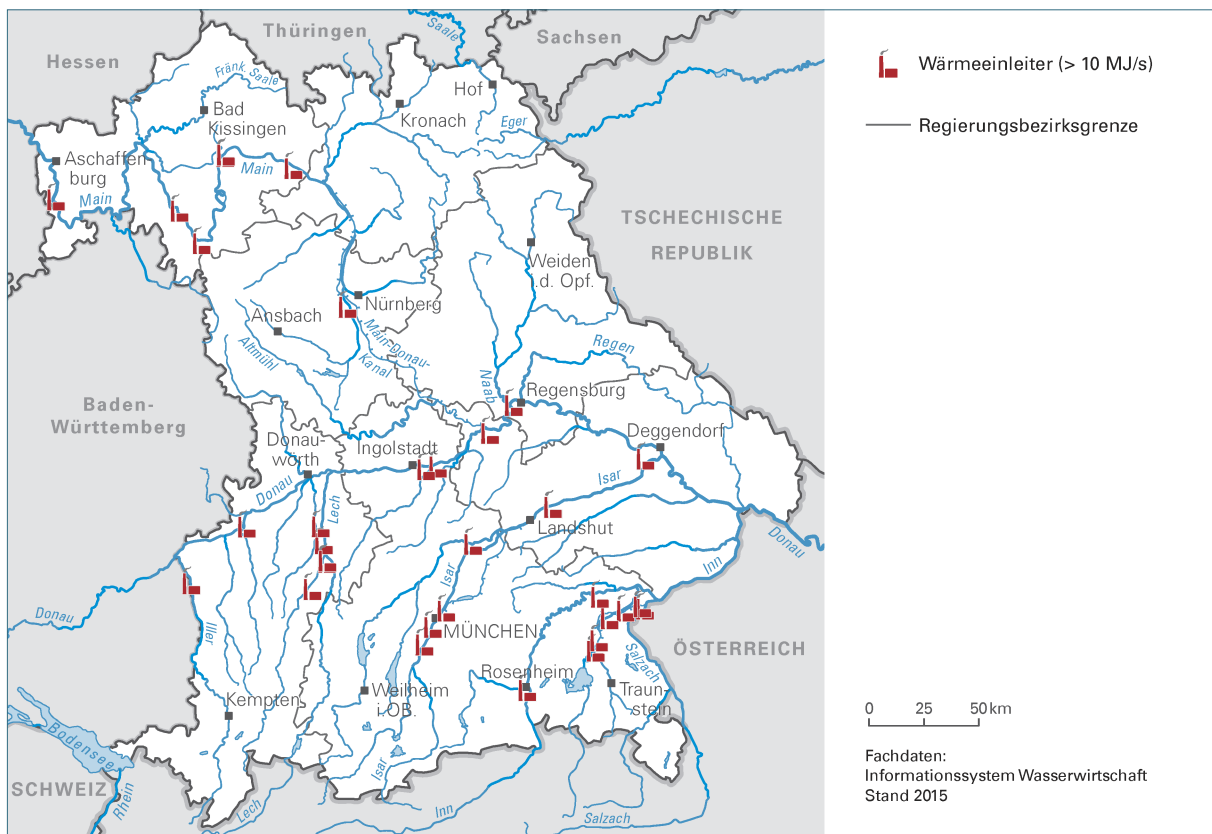 Thüringen
Sachsen
Hessen
Saale
Fränk. Saale
Hof
Bad
Kissingen
Kronach
Eger
Aschaffen-
burg
Main
Main
TSCHECHISCHE
REPUBLIK
Weiden
i.d. Opf.
Nürnberg
Ansbach
Altmühl
Main-Donau-
Kanal
Naab
Regen
Regensburg
Baden-
Württemberg
Donau-
wörth
Ingolstadt
Deggendorf
Donau
Lech
Isar
Landshut
Donau
Isar
Inn
Donau
Iller
MÜNCHEN
ÖSTERREICH
Salzach
Rosenheim
Traun-
stein
Weilheim
i.OB.
Kempten
Bodensee
SCHWEIZ
Rhein
Lech
Isar
Inn
Salzach
Wärmeeinleiter (> 10 MJ/s)
Regierungsbezirksgrenze
0 25 50 km
Fachdaten:
Informationssystem Wasserwirtschaft
Stand 2015